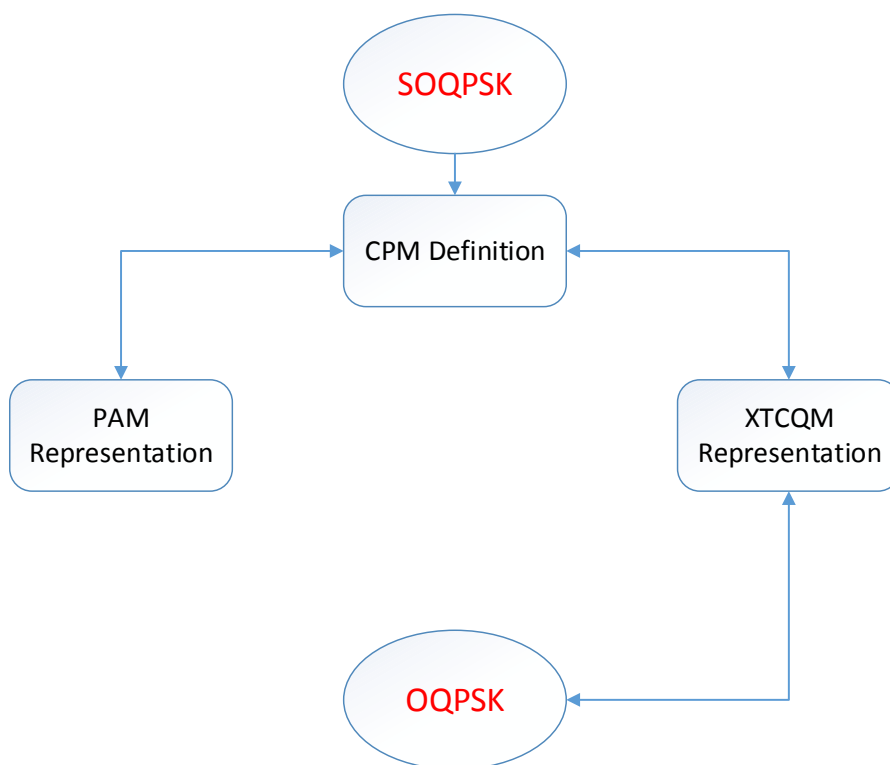 SOQPSK
CPM Definition
PAM
Representation
XTCQM
Representation
OQPSK